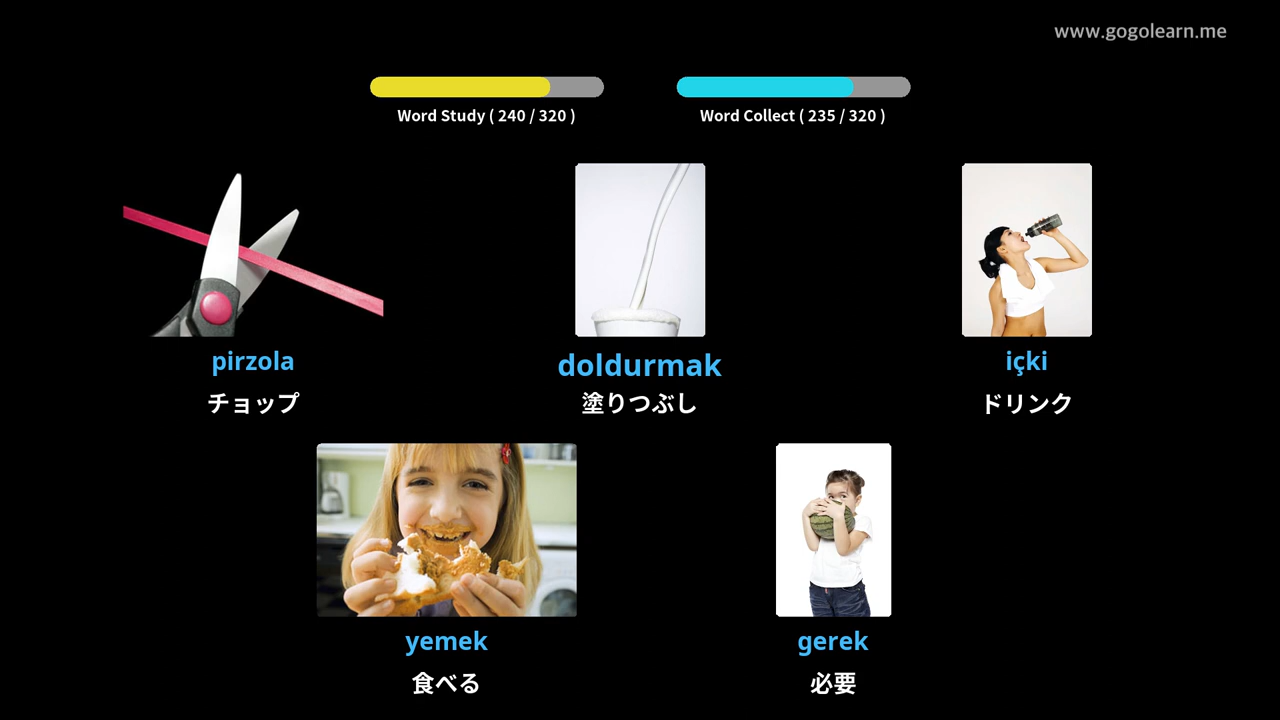 www.gogolearn.me
Word Study ( 240 / 320 )
Word Collect ( 235 / 320 )
pirzola
チョップ
doldurmak
塗りつぶし
içki
ドリンク
yemek
食べる
gerek
必要